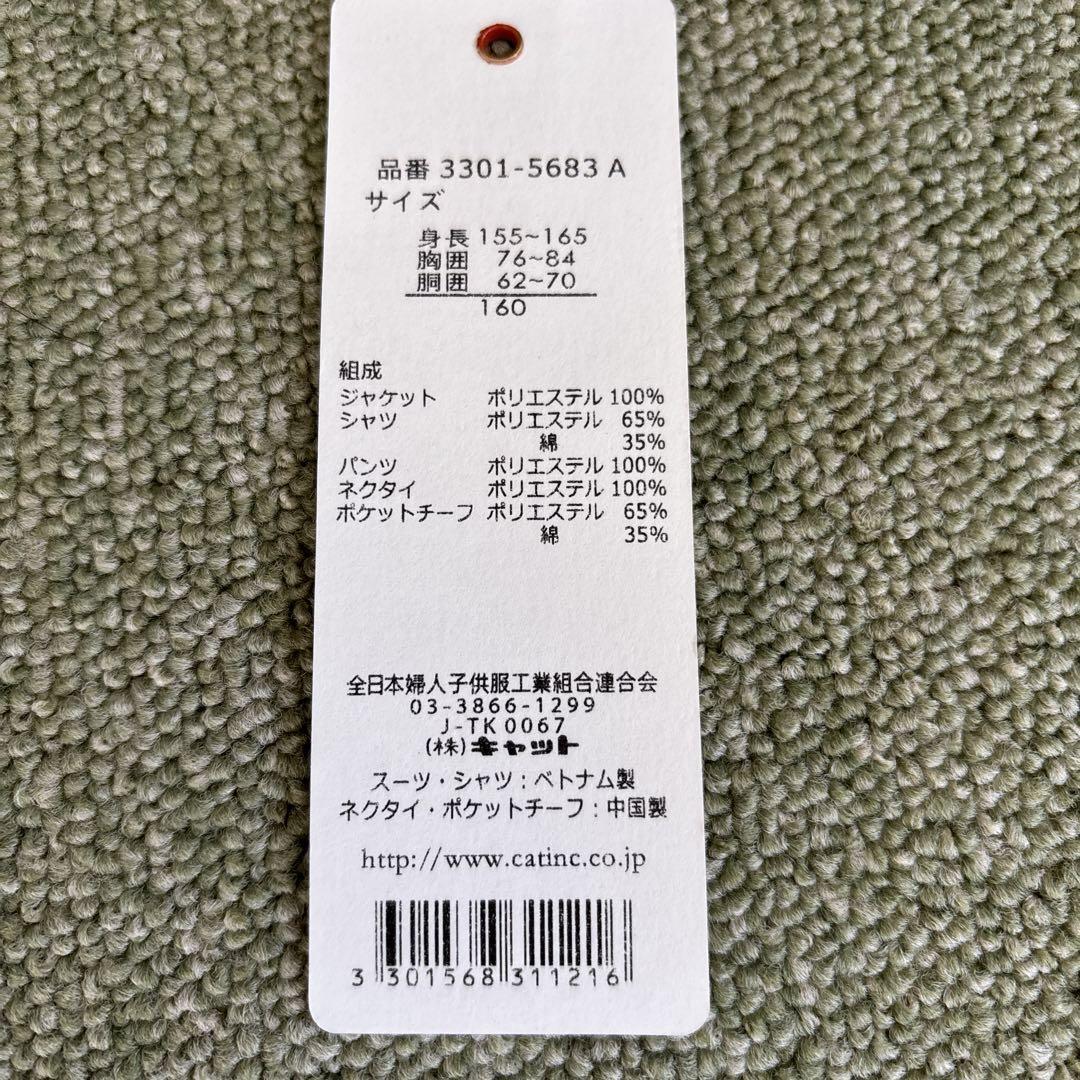 品番 3301-5683 A
サイズ
身長 155~165
胸囲 76~84
胴囲 62~70
160
組成
ジャケット ポリエステル 100%
シャツ ポリエステル 65%
綿 35%
パンツ ポリエステル 100%
ネクタイ ポリエステル 100%
ポケットチーフ ポリエステル 65%
綿 35%
全日本婦人子供服工業組合連合会
03-3866-1299
J-TK0067
(株)キャット
スーツ・シャツ:ベトナム製
ネクタイ・ポケットチーフ:中国製
http://www.catinc.co.jp
3 301568 311216